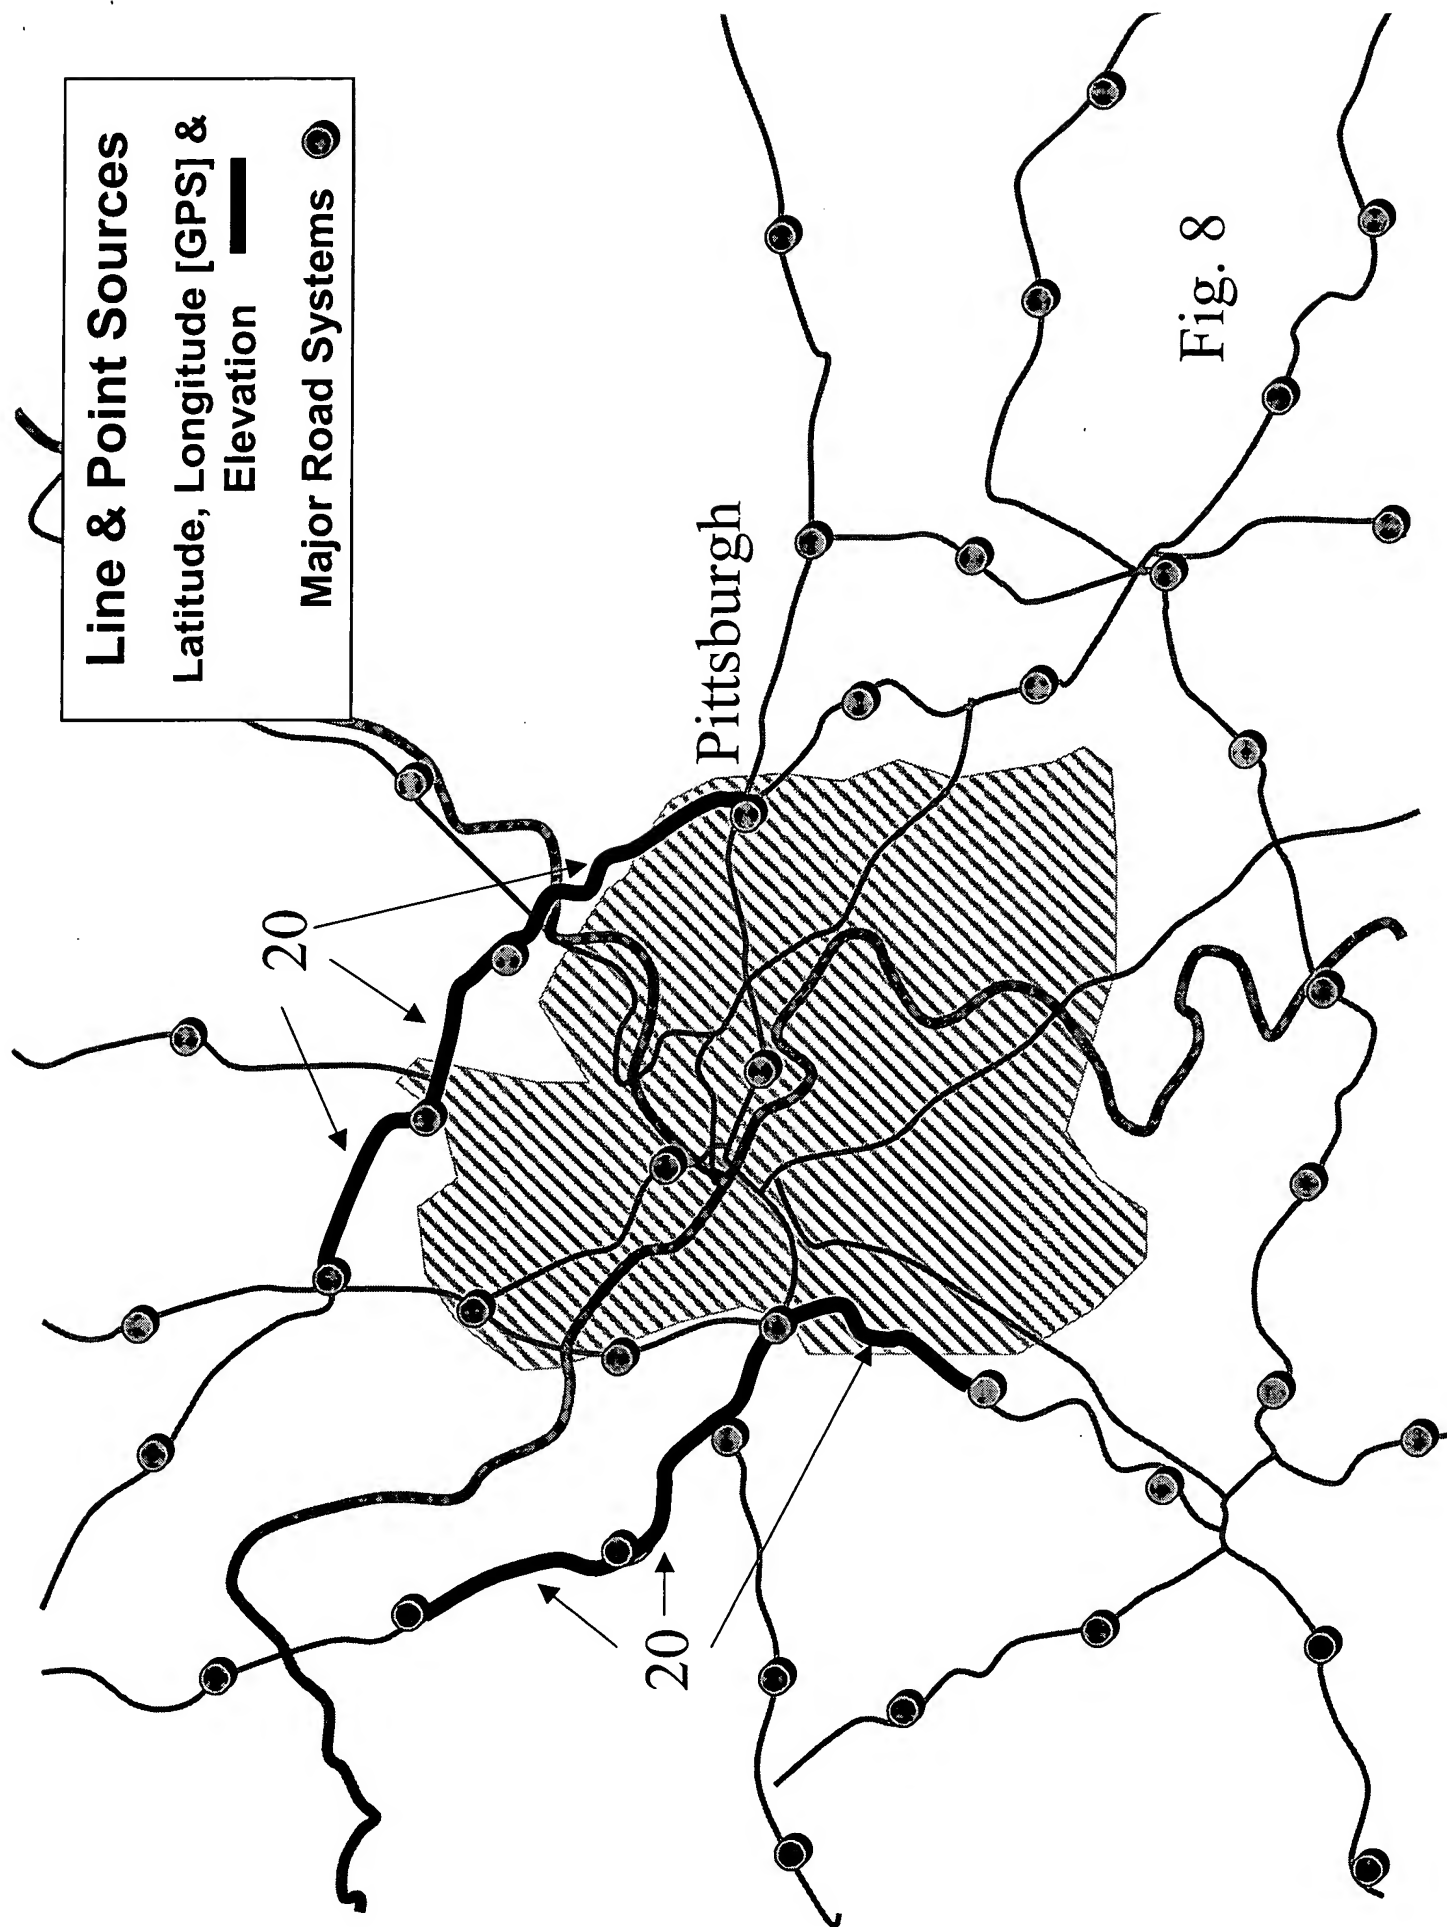 Line & Point Sources
Latitude, Longitude [GPS] &
Elevation
Major Road Systems
20
Pittsburgh
20
Fig. 8